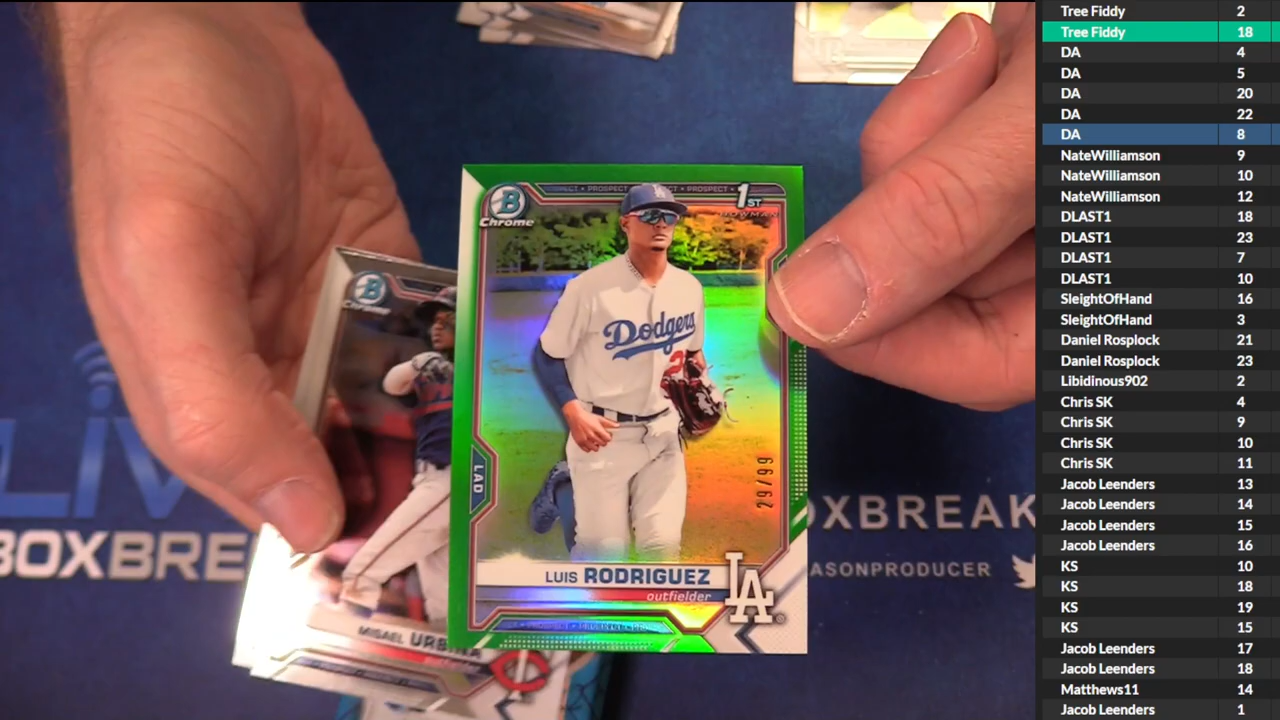 PROSPECT • PROSPECT
1ST
BOWMAN
B
Chrome
LA
Dodgers
LAD
29/99
LUIS RODRIGUEZ
outfielder
LA
Chrome
MISAEL URBINA
LIV
BOXBRE
OXBREAK
ASONPRODUCER
Tree Fiddy 2
Tree Fiddy 18
DA 4
DA 5
DA 20
DA 22
DA 8
NateWilliamson 9
NateWilliamson 10
NateWilliamson 12
DLAST1 18
DLAST1 23
DLAST1 7
DLAST1 10
SleightOfHand 16
SleightOfHand 3
Daniel Rosplock 21
Daniel Rosplock 23
Libidinous902 2
Chris SK 4
Chris SK 9
Chris SK 10
Chris SK 11
Jacob Leenders 13
Jacob Leenders 14
Jacob Leenders 15
Jacob Leenders 16
KS 10
KS 18
KS 19
KS 15
Jacob Leenders 17
Jacob Leenders 18
Matthews11 14
Jacob Leenders 1